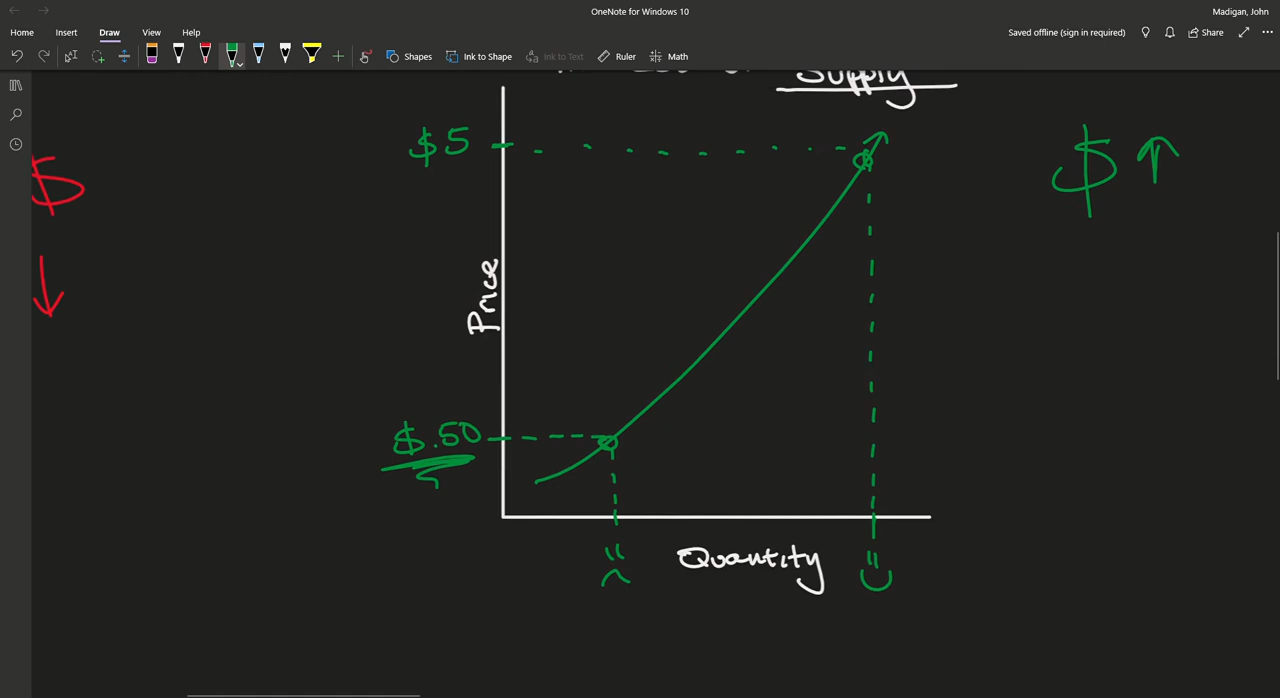 OneNote for Windows 10
Madigan, John
Home Insert Draw View Help
Saved offline (sign in required)
Share
Shapes
Ink to Shape
Ink to Text
Ruler
Math
Supply
$5
$
$
Price
$.50
Quantity